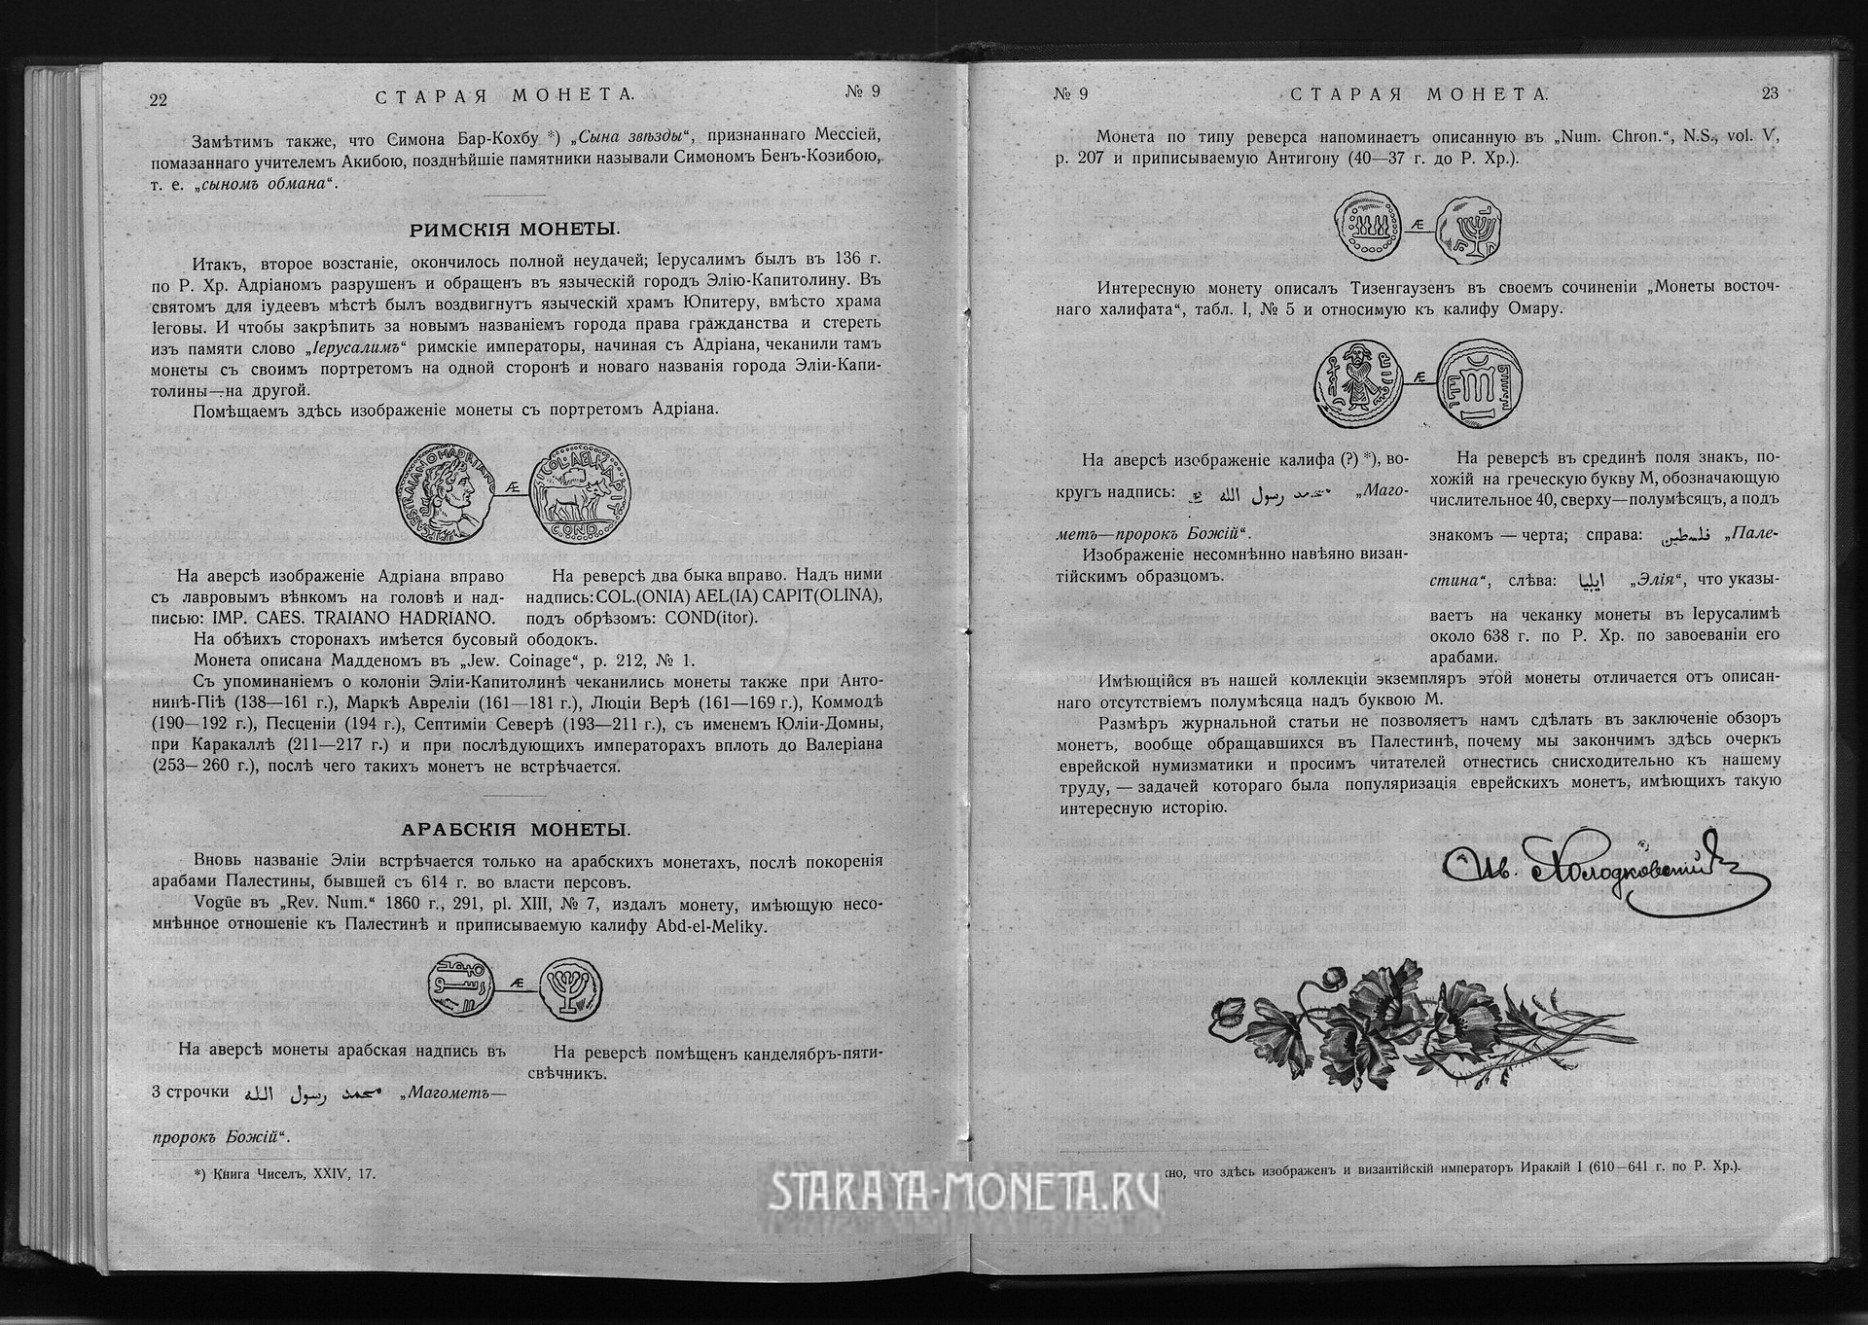 22
СТАРАЯ МОНЕТА.
№ 9
Замѣтимъ также, что Симона Бар-Кохбу *) „Сына звѣзды“, признаннаго Мессіей,
помазаннаго учителемъ Акибою, позднѣйшіе памятники называли Симономъ Бенъ-Козибою,
т. е. „сыномъ обмана“.
РИМСКІЯ МОНЕТЫ.
Итакъ, второе возстаніе, окончилось полной неудачей; Іерусалимъ былъ въ 136 г.
по Р. Хр. Адріаномъ разрушенъ и обращенъ въ языческій городъ Элію-Капитолину. Въ
святомъ для іудеевъ мѣстѣ былъ воздвигнутъ языческій храмъ Юпитеру, вмѣсто храма
Іеговы. И чтобы закрѣпить за новымъ названіемъ города права гражданства и стереть
изъ памяти слово „Іерусалимъ“ римскіе императоры, начиная съ Адріана, чеканили тамъ
монеты съ своимъ портретомъ на одной сторонѣ и новаго названія города Эліи-Капи-
толины—на другой.
Помѣщаемъ здѣсь изображеніе монеты съ портретомъ Адріана.
Æ
COND
На аверсѣ изображеніе Адріана вправо
съ лавровымъ вѣнкомъ на головѣ и над-
писью: IMP. CAES. TRAIANO HADRIANO.
На реверсѣ два быка вправо. Надъ ними
надпись: COL.(ONIA) AEL(IA) CAPIT(OLINA),
подъ обрѣзомъ: COND(itor).
На обѣихъ сторонахъ имѣется бусовый ободокъ.
Монета описана Мадденомъ въ „Jew. Coinage“, p. 212, № 1.
Съ упоминаніемъ о колоніи Эліи-Капитолинѣ чеканились монеты также при Анто-
нинѣ-Піѣ (138—161 г.), Маркѣ Авреліи (161—181 г.), Люціи Верѣ (161—169 г.), Коммодѣ
(190—192 г.), Песценіи (194 г.), Септиміи Северѣ (193—211 г.), съ именемъ Юліи-Домны,
при Каракаллѣ (211—217 г.) и при послѣдующихъ императорахъ вплоть до Валеріана
(253—260 г.), послѣ чего такихъ монетъ не встрѣчается.
АРАБСКІЯ МОНЕТЫ.
Вновь названіе Эліи встрѣчается только на арабскихъ монетахъ, послѣ покоренія
арабами Палестины, бывшей съ 614 г. во власти персовъ.
Vogüe въ „Rev. Num.“ 1860 г., 291, pl. XIII, № 7, издалъ монету, имѣющую несо-
мнѣнное отношеніе къ Палестинѣ и приписываемую калифу Abd-el-Meliky.
Æ
На аверсѣ монеты арабская надпись въ
3 строчки محمد رسول الله „Магометъ—
пророкъ Божій“.
На реверсѣ помѣщенъ канделябръ-пяти-
свѣчникъ.
*) Книга Чиселъ, XXIV, 17.
№ 9
СТАРАЯ МОНЕТА.
23
Монета по типу реверса напоминаетъ описанную въ „Num. Chron.“, N.S., vol. V,
p. 207 и приписываемую Антигону (40—37 г. до Р. Хр.).
Æ
Интересную монету описалъ Тизенгаузенъ въ своемъ сочиненіи „Монеты восточ-
наго халифата“, табл. I, № 5 и относимую къ калифу Омару.
Æ
На аверсѣ изображеніе калифа (?) *), во-
кругъ надпись: محمد رسول الله „Маго-
метъ—пророкъ Божій“.
Изображеніе несомнѣнно навѣяно визан-
тійскимъ образцомъ.
На реверсѣ въ срединѣ поля знакъ, по-
хожій на греческую букву М, обозначающую
числительное 40, сверху—полумѣсяцъ, а подъ
знакомъ — черта; справа: فلسطين „Пале-
стина“, слѣва: ايليا „Элія“, что указы-
ваетъ на чеканку монеты въ Іерусалимѣ
около 638 г. по Р. Хр. по завоеваніи его
арабами.
Имѣющійся въ нашей коллекціи экземпляръ этой монеты отличается отъ описан-
наго отсутствіемъ полумѣсяца надъ буквою М.
Размѣръ журнальной статьи не позволяетъ намъ сдѣлать въ заключеніе обзоръ
монетъ, вообще обращавшихся въ Палестинѣ, почему мы закончимъ здѣсь очеркъ
еврейской нумизматики и просимъ читателей отнестись снисходительно къ нашему
труду, — задачей котораго была популяризація еврейскихъ монетъ, имѣющихъ такую
интересную исторію.
Ив. Холодковскій
что здѣсь изображенъ и византійскій императоръ Ираклій I (610—641 г. по Р. Хр.).
STARAYA-MONETA.RU